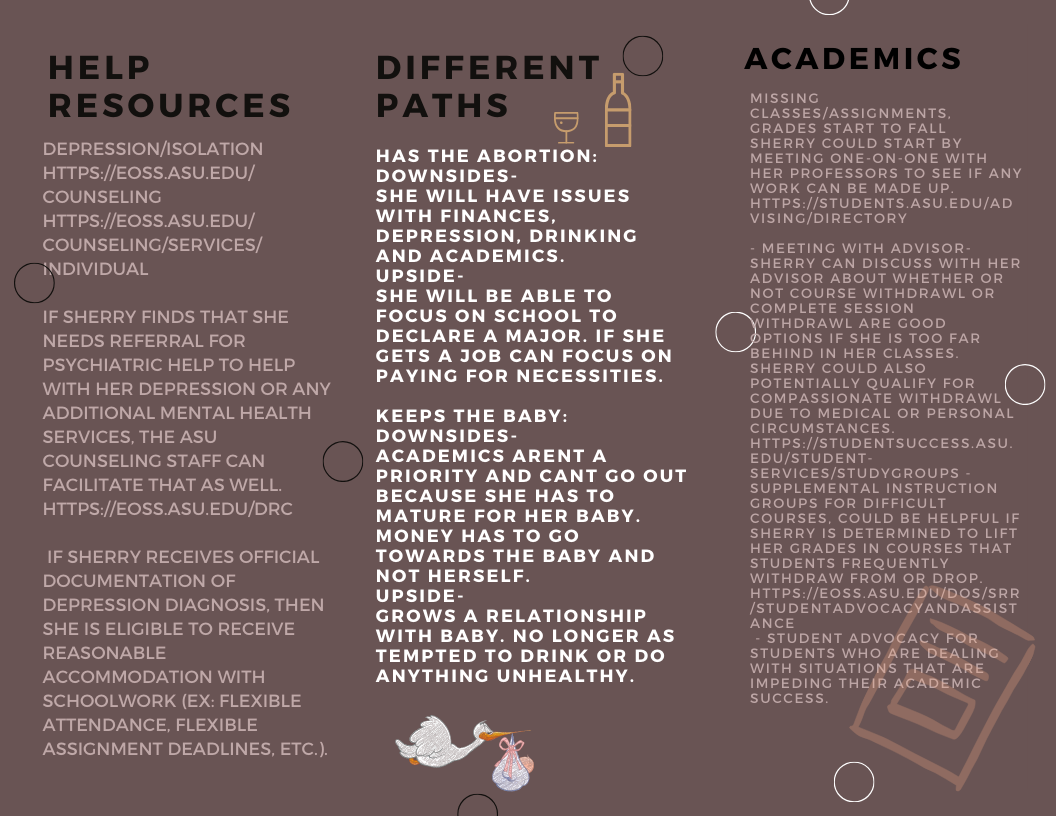 HELP
RESOURCES
DEPRESSION/ISOLATION
HTTPS://EOSS.ASU.EDU/
COUNSELING
HTTPS://EOSS.ASU.EDU/
COUNSELING/SERVICES/
INDIVIDUAL
IF SHERRY FINDS THAT SHE
NEEDS REFERRAL FOR
PSYCHIATRIC HELP TO HELP
WITH HER DEPRESSION OR ANY
ADDITIONAL MENTAL HEALTH
SERVICES, THE ASU
COUNSELING STAFF CAN
FACILITATE THAT AS WELL.
HTTPS://EOSS.ASU.EDU/DRC
IF SHERRY RECEIVES OFFICIAL
DOCUMENTATION OF
DEPRESSION DIAGNOSIS, THEN
SHE IS ELIGIBLE TO RECEIVE
REASONABLE
ACCOMMODATION WITH
SCHOOLWORK (EX: FLEXIBLE
ATTENDANCE, FLEXIBLE
ASSIGNMENT DEADLINES, ETC.).
DIFFERENT
PATHS
HAS THE ABORTION:
DOWNSIDES-
SHE WILL HAVE ISSUES
WITH FINANCES,
DEPRESSION, DRINKING
AND ACADEMICS.
UPSIDE-
SHE WILL BE ABLE TO
FOCUS ON SCHOOL TO
DECLARE A MAJOR. IF SHE
GETS A JOB CAN FOCUS ON
PAYING FOR NECESSITIES.
KEEPS THE BABY:
DOWNSIDES-
ACADEMICS ARENT A
PRIORITY AND CANT GO OUT
BECAUSE SHE HAS TO
MATURE FOR HER BABY.
MONEY HAS TO GO
TOWARDS THE BABY AND
NOT HERSELF.
UPSIDE-
GROWS A RELATIONSHIP
WITH BABY. NO LONGER AS
TEMPTED TO DRINK OR DO
ANYTHING UNHEALTHY.
ACADEMICS
MISSING
CLASSES/ASSIGNMENTS,
GRADES START TO FALL
SHERRY COULD START BY
MEETING ONE-ON-ONE WITH
HER PROFESSORS TO SEE IF ANY
WORK CAN BE MADE UP.
HTTPS://STUDENTS.ASU.EDU/AD
VISING/DIRECTORY
- MEETING WITH ADVISOR-
SHERRY CAN DISCUSS WITH HER
ADVISOR ABOUT WHETHER OR
NOT COURSE WITHDRAWL OR
COMPLETE SESSION
WITHDRAWL ARE GOOD
OPTIONS IF SHE IS TOO FAR
BEHIND IN HER CLASSES.
SHERRY COULD ALSO
POTENTIALLY QUALIFY FOR
COMPASSIONATE WITHDRAWL
DUE TO MEDICAL OR PERSONAL
CIRCUMSTANCES.
HTTPS://STUDENTSUCCESS.ASU.
EDU/STUDENT-
SERVICES/STUDYGROUPS -
SUPPLEMENTAL INSTRUCTION
GROUPS FOR DIFFICULT
COURSES, COULD BE HELPFUL IF
SHERRY IS DETERMINED TO LIFT
HER GRADES IN COURSES THAT
STUDENTS FREQUENTLY
WITHDRAW FROM OR DROP.
HTTPS://EOSS.ASU.EDU/DOS/SRR
/STUDENTADVOCACYANDASSIST
ANCE
- STUDENT ADVOCACY FOR
STUDENTS WHO ARE DEALING
WITH SITUATIONS THAT ARE
IMPEDING THEIR ACADEMIC
SUCCESS.